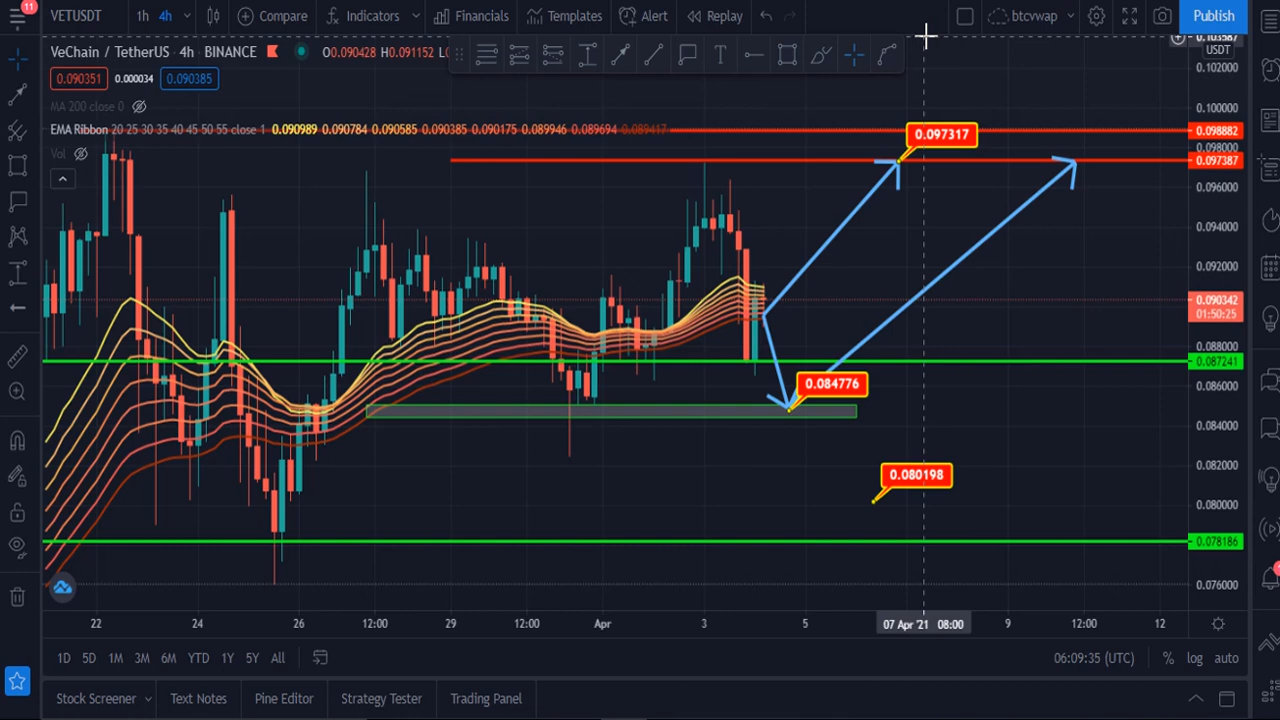 11
VETUSDT
1h 4h Compare Indicators Financials Templates Alert Replay btcvwap Publish
VeChain / TetherUS 4h BINANCE O0.090428 H0.091152
0.090351 0.000034 0.090385
MA 200 close 0
EMA Ribbon 20 25 30 35 40 45 50 55 close 1 0.090989 0.090784 0.090585 0.090385 0.090175 0.089946 0.089694 0.089417
Vol
0.103587
USDT
0.102000
0.100000
0.098882
0.098000
0.097387
0.096000
0.094000
0.092000
0.090342
01:50:25
0.088000
0.087241
0.086000
0.084000
0.082000
0.080000
0.078186
0.076000
0.097317
0.084776
0.080198
22 24 26 12:00 29 12:00 Apr 3 5 07 Apr '21 08:00 9 12:00 12
1D 5D 1M 3M 6M YTD 1Y 5Y All 06:09:35 (UTC) % log auto
Stock Screener Text Notes Pine Editor Strategy Tester Trading Panel